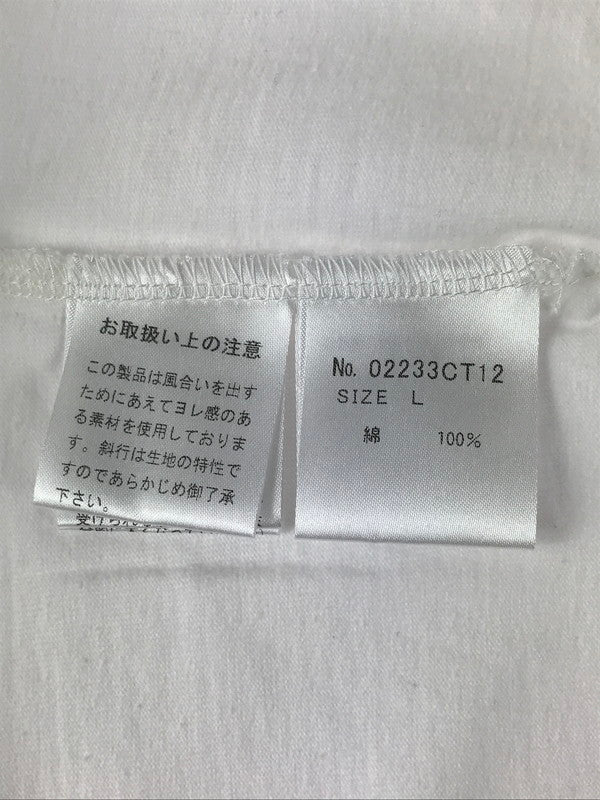 お取扱い上の注意
この製品は風合いを出す
ためにあえてヨレ感のあ
る素材を使用しておりま
す。斜行は生地の特性で
すのであらかじめ御了承
下さい。
No. 02233CT12
SIZE L
綿 100%